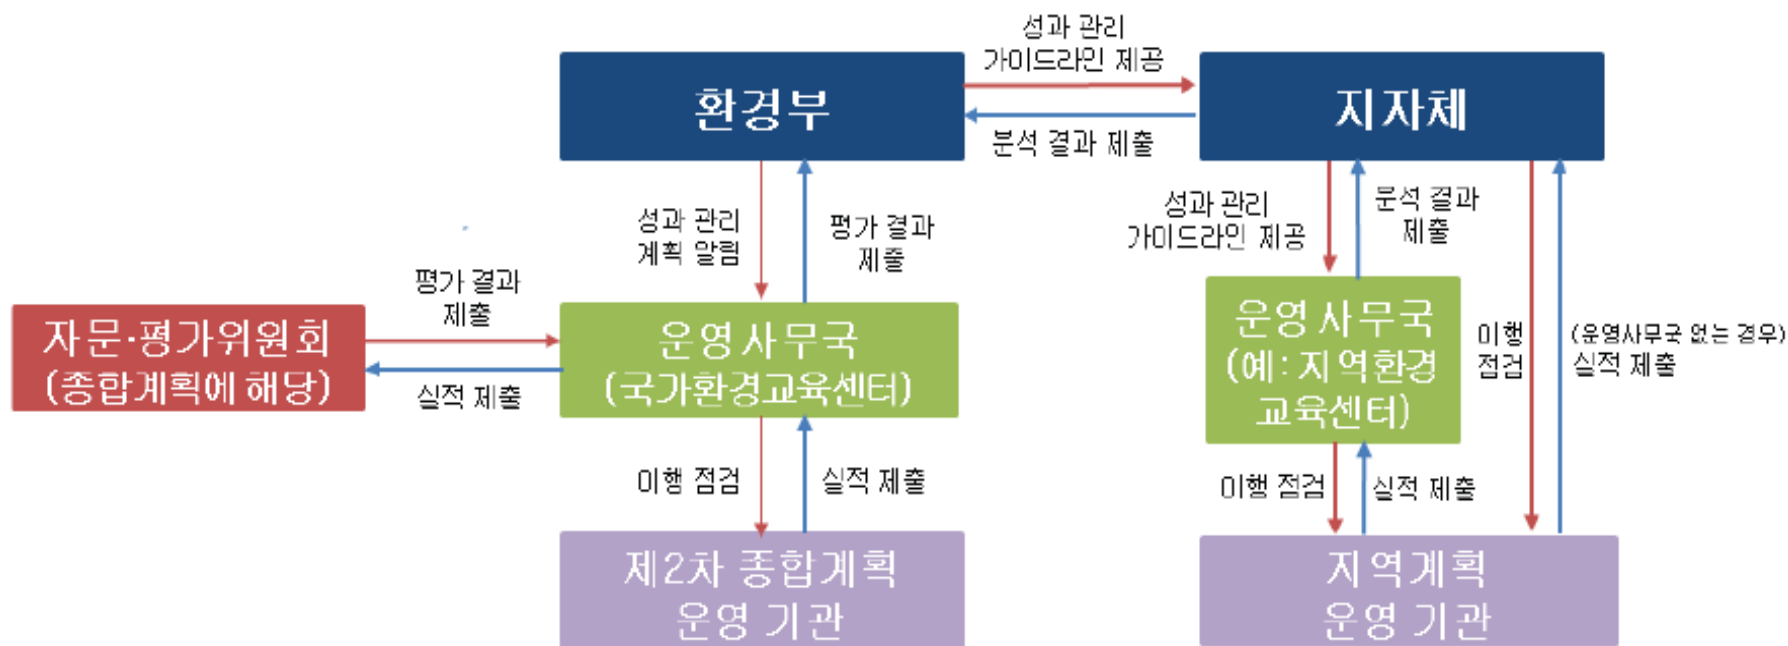 성과 관리
가이드라인 제공
환경부
지자체
분석 결과 제출
성과 관리
계획 알림
평가 결과
제출
성과 관리
가이드라인 제공
분석 결과
제출
평가 결과
제출
자문·평가위원회
(종합계획에 해당)
실적 제출
운영사무국
(국가환경교육센터)
운영사무국
(예: 지역환경
교육센터)
이행
점검
(운영사무국 없는 경우)
실적 제출
이행 점검
실적 제출
이행 점검
실적 제출
제2차 종합계획
운영 기관
지역계획
운영 기관